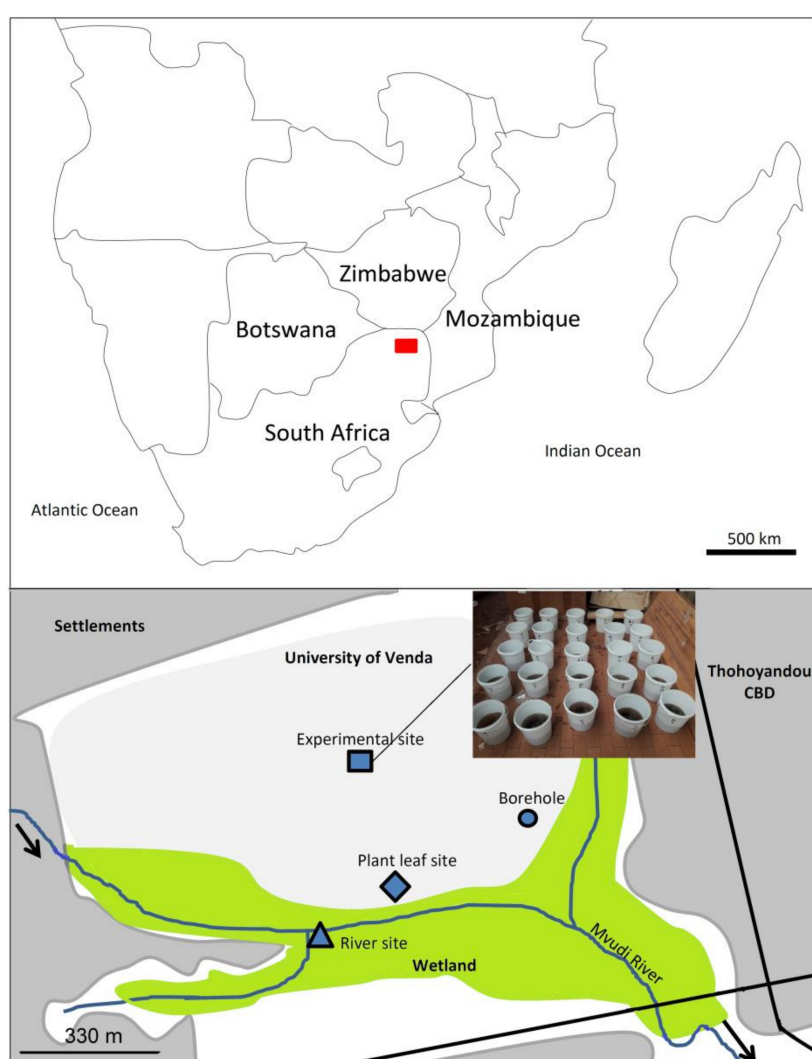 Zimbabwe
Botswana
Mozambique
South Africa
Indian Ocean
Atlantic Ocean
500 km
Settlements
University of Venda
Thohoyandou
CBD
Experimental site
Borehole
Plant leaf site
River site
Wetland
Mvudi River
330 m